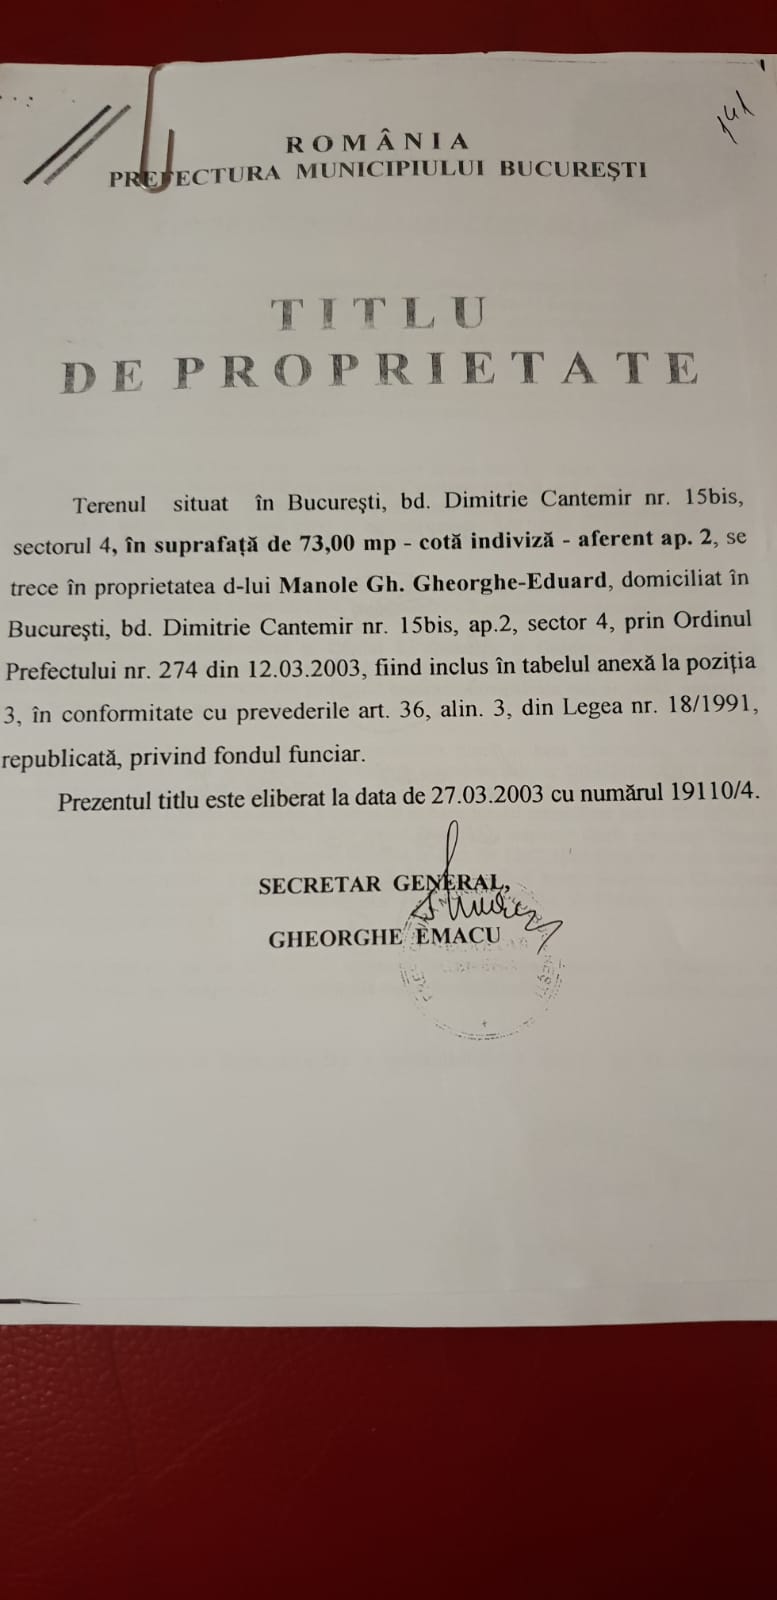 141
ROMÂNIA
PREFECTURA MUNICIPIULUI BUCUREŞTI
TITLU
DE PROPRIETATE
Terenul situat în Bucureşti, bd. Dimitrie Cantemir nr. 15bis,
sectorul 4, în suprafaţă de 73,00 mp - cotă indiviză - aferent ap. 2, se
trece în proprietatea d-lui Manole Gh. Gheorghe-Eduard, domiciliat în
Bucureşti, bd. Dimitrie Cantemir nr. 15bis, ap.2, sector 4, prin Ordinul
Prefectului nr. 274 din 12.03.2003, fiind inclus în tabelul anexă la poziţia
3, în conformitate cu prevederile art. 36, alin. 3, din Legea nr. 18/1991,
republicată, privind fondul funciar.
Prezentul titlu este eliberat la data de 27.03.2003 cu numărul 19110/4.
SECRETAR GENERAL,
GHEORGHE EMACU